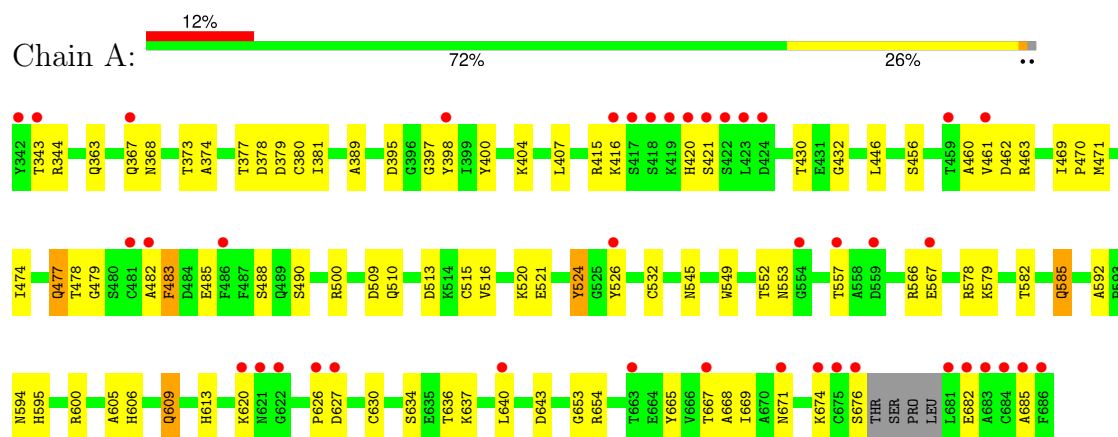 12%
Chain A:
72% 26% ••
Y342 T343 R344 Q363 Q367 N368 T373 A374 T377 D378 D379 C380 I381 A389 D395 G396 G397 Y398 I399 Y400 K404 L407 R415 K416 S417 S418 K419 H420 S421 S422 L423 D424 T430 E431 G432 L446 S456 T459 A460 V461 D462 R463 I469 P470 M471
I474 Q477 T478 G479 S480 C481 A482 F483 D484 E485 F486 F487 S488 Q489 S490 R500 D509 Q510 D513 K514 C515 V516 K520 E521 Y524 G525 Y526 C532 N545 W549 T552 N553 G554 T557 A558 D559 R566 E567 R578 K579 T582 Q585 A592 P593
N594 H595 R600 A605 H606 Q609 H613 K620 N621 G622 P626 D627 C630 S634 E635 T636 K637 L640 D643 G653 R654 T663 E664 Y665 V666 T667 A668 I669 A670 N671 K674 C675 S676 THR SER PRO LEU L681 E682 A683 C684 A685 F686